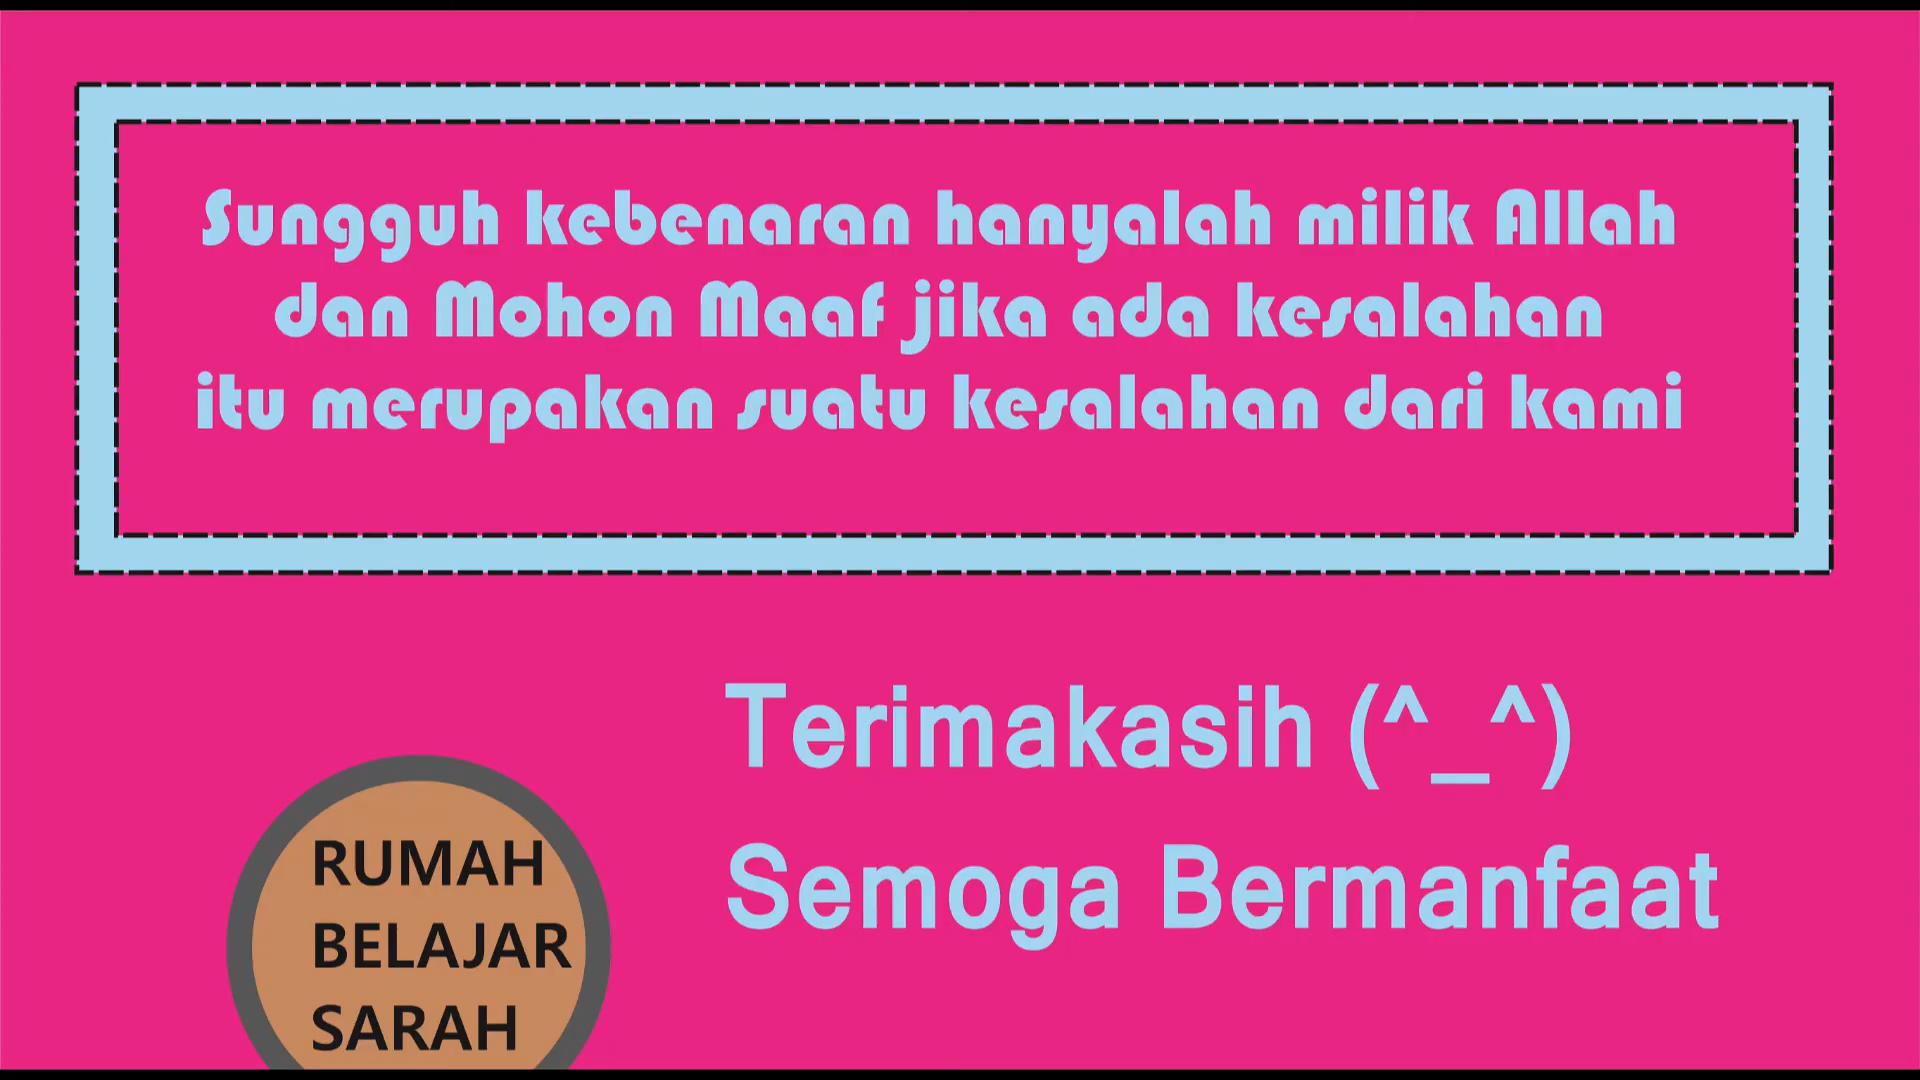 Sungguh kebenaran hanyalah milik Allah
dan Mohon Maaf jika ada kesalahan
itu merupakan suatu kesalahan dari kami
Terimakasih (^_^)
Semoga Bermanfaat
RUMAH
BELAJAR
SARAH